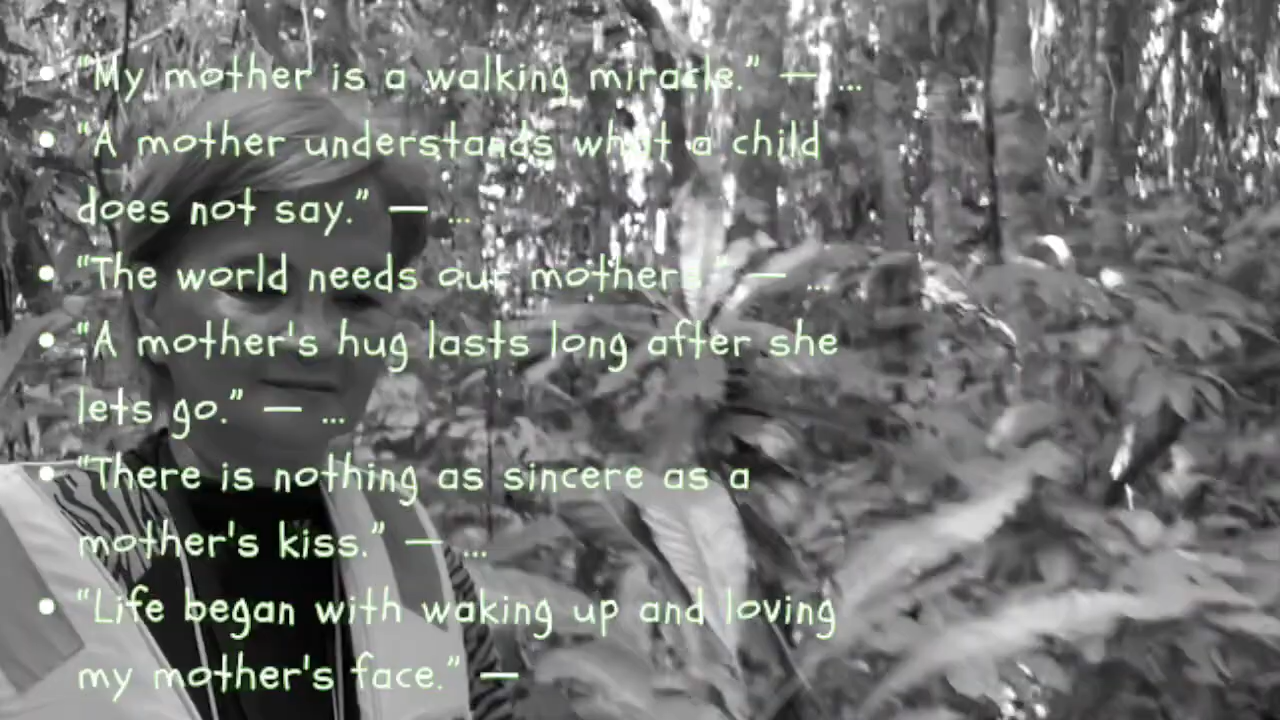 • “My mother is a walking miracle.” — ...
• “A mother understands what a child
does not say.” — ...
• “The world needs our mothers.” — ...
• “A mother's hug lasts long after she
lets go.” — ...
• “There is nothing as sincere as a
mother's kiss.” — ...
• “Life began with waking up and loving
my mother's face.” —